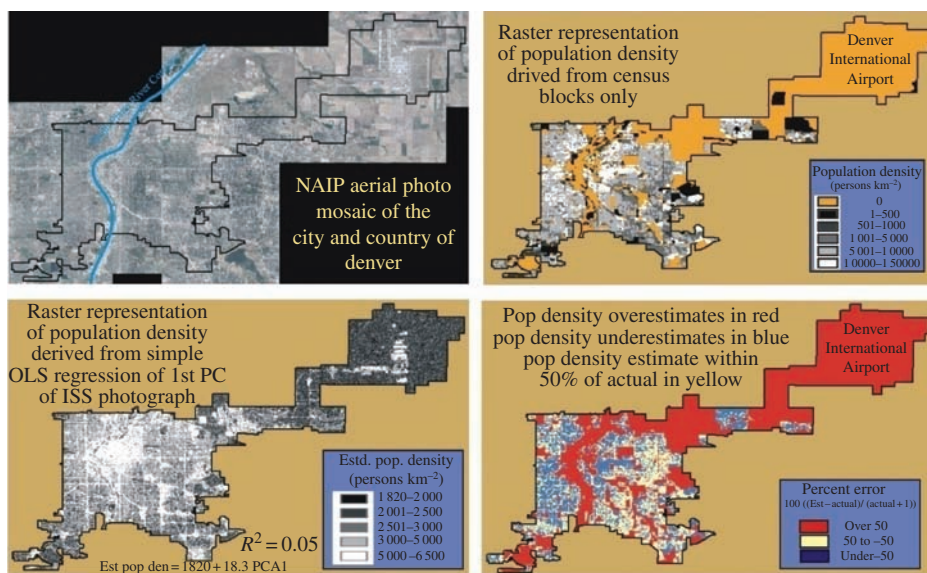 River
NAIP aerial photo
mosaic of the
city and country of
denver
Raster representation
of population density
drived from census
blocks only
Denver
International
Airport
Population density
(persons km⁻²)
0
1–500
501–1000
1 001–5 000
5 001–1 0000
1 0000–1 50000
Raster representation
of population density
derived from simple
OLS regression of 1st PC
of ISS photograph
Estd. pop. density
(persons km⁻²)
1 820–2 000
2 001–2 500
2 501–3 000
3 000–5 000
5 000–6 500
R² = 0.05
Est pop den = 1820 + 18.3 PCA1
Pop density overestimates in red
pop density underestimates in blue
pop density estimate within
50% of actual in yellow
Denver
International
Airport
Percent error
100 ((Est–actual)/ (actual+1))
Over 50
50 to –50
Under–50